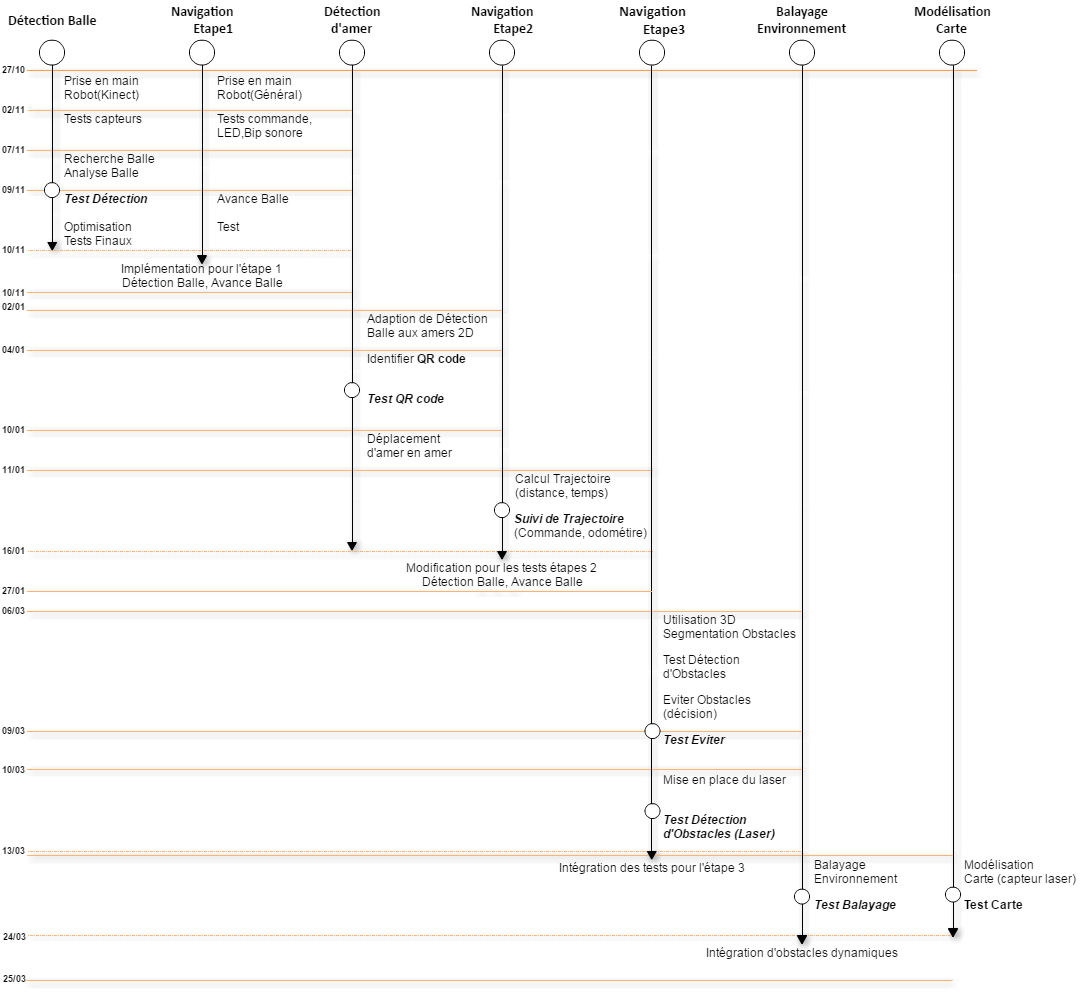 Détection Balle
Navigation
Etape1
Détection
d'amer
Navigation
Etape2
Navigation
Etape3
Balayage
Environnement
Modélisation
Carte
27/10
Prise en main
Robot(Kinect)
Prise en main
Robot(Général)
02/11
Tests capteurs
Tests commande,
LED,Bip sonore
07/11
Recherche Balle
Analyse Balle
09/11
Test Détection
Avance Balle
Optimisation
Tests Finaux
Test
10/11
Implémentation pour l'étape 1
Détection Balle, Avance Balle
10/11
02/01
Adaption de Détection
Balle aux amers 2D
04/01
Identifier QR code
Test QR code
10/01
Déplacement
d'amer en amer
11/01
Calcul Trajectoire
(distance, temps)
Suivi de Trajectoire
(Commande, odométire)
16/01
Modification pour les tests étapes 2
Détection Balle, Avance Balle
27/01
06/03
Utilisation 3D
Segmentation Obstacles
Test Détection
d'Obstacles
Eviter Obstacles
(décision)
09/03
Test Eviter
10/03
Mise en place du laser
Test Détection
d'Obstacles (Laser)
13/03
Intégration des tests pour l'étape 3
Balayage
Environnement
Modélisation
Carte (capteur laser)
Test Balayage
Test Carte
24/03
Intégration d'obstacles dynamiques
25/03